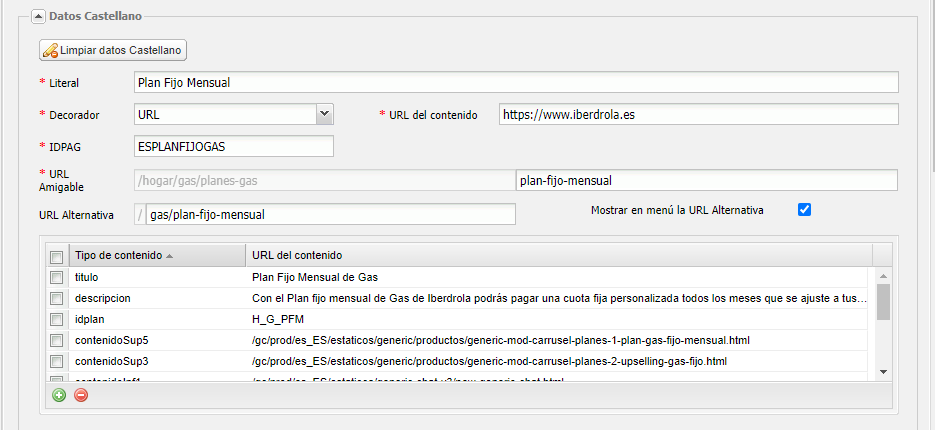 Datos Castellano
Limpiar datos Castellano
* Literal Plan Fijo Mensual
* Decorador URL * URL del contenido https://www.iberdrola.es
* IDPAG ESPLANFIJOGAS
* URL Amigable /hogar/gas/planes-gas plan-fijo-mensual
URL Alternativa / gas/plan-fijo-mensual Mostrar en menú la URL Alternativa
Tipo de contenido URL del contenido
titulo Plan Fijo Mensual de Gas
descripcion Con el Plan fijo mensual de Gas de Iberdrola podrás pagar una cuota fija personalizada todos los meses que se ajuste a tus...
idplan H_G_PFM
contenidoSup5 /gc/prod/es_ES/estaticos/generic/productos/generic-mod-carrusel-planes-1-plan-gas-fijo-mensual.html
contenidoSup3 /gc/prod/es_ES/estaticos/generic/productos/generic-mod-carrusel-planes-2-upselling-gas-fijo.html